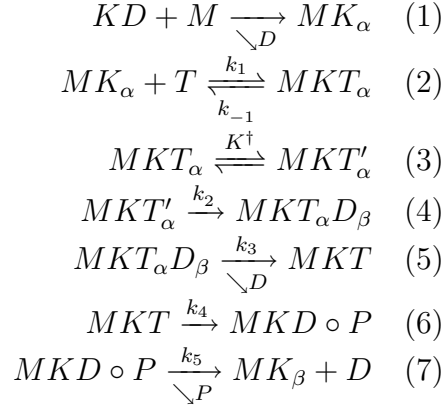 KD + M ⟶↘D MK_α (1)
MK_α + T ⇌^{k_1}_{k_{−1}} MKT_α (2)
MKT_α ⇌^{K^†} MKT′_α (3)
MKT′_α →^{k_2} MKT_αD_β (4)
MKT_αD_β →^{k_3}↘D MKT (5)
MKT →^{k_4} MKD ∘ P (6)
MKD ∘ P →^{k_5}↘P MK_β + D (7)